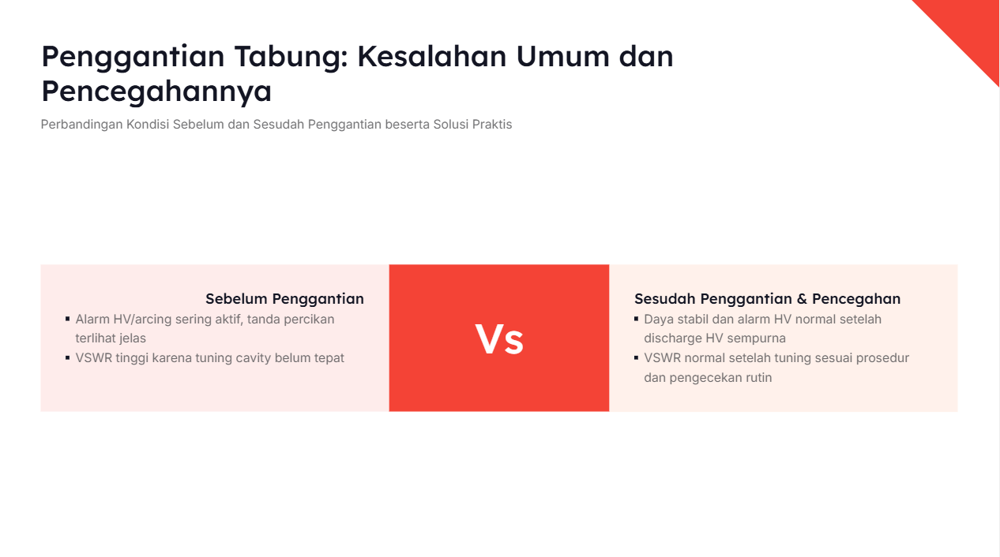 Penggantian Tabung: Kesalahan Umum dan
Pencegahannya
Perbandingan Kondisi Sebelum dan Sesudah Penggantian beserta Solusi Praktis
Sebelum Penggantian
▪ Alarm HV/arcing sering aktif, tanda percikan
terlihat jelas
▪ VSWR tinggi karena tuning cavity belum tepat
Vs
Sesudah Penggantian & Pencegahan
▪ Daya stabil dan alarm HV normal setelah
discharge HV sempurna
▪ VSWR normal setelah tuning sesuai prosedur
dan pengecekan rutin